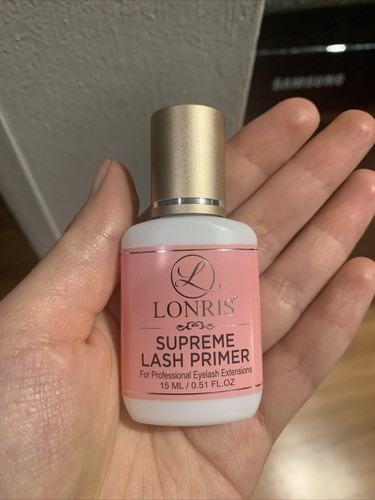 SAMSUNG
L
LONRIS
SUPREME
LASH PRIMER
For Professional Eyelash Extensions
15 ML / 0.51 FL.OZ